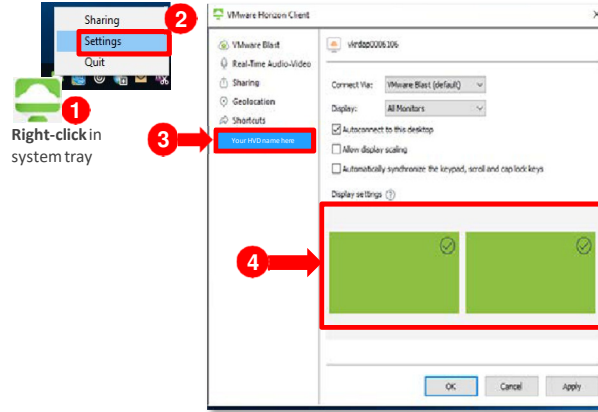 Sharing
2
Settings
Quit
1
Right-click in
system tray
VMware Horizon Client
VMware Blast
Real-Time Audio-Video
Sharing
Geolocation
Shortcuts
3
Your HVD name here
virdap0006106
Connect Via: VMware Blast (default)
Display: All Monitors
Autoconnect to this desktop
Allow display scaling
Automatically synchronize the keypad, scroll and cap lock keys
Display settings (?)
4
OK
Cancel
Apply